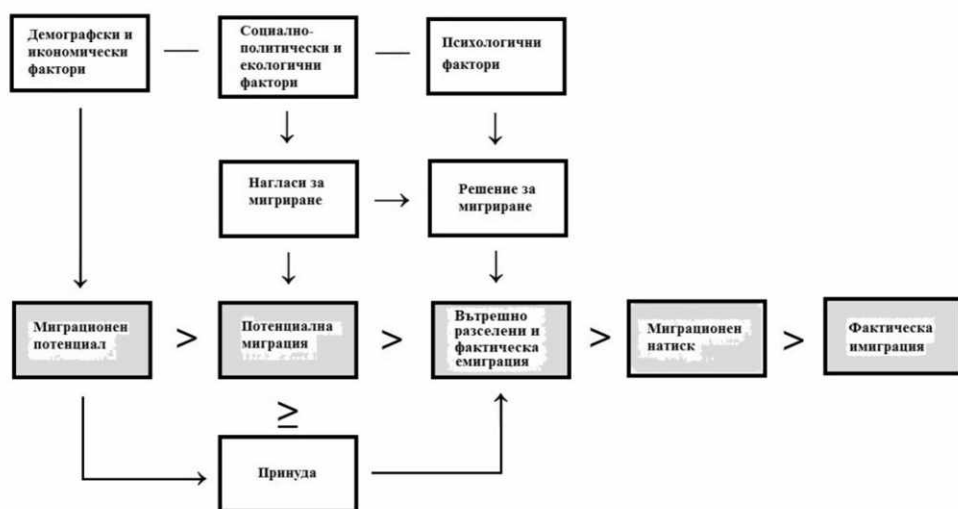 Демографски и
икономически
фактори
Социално-
политически и
екологични
фактори
Психологични
фактори
Нагласи за
мигриране
Решение за
мигриране
Миграционен
потенциал
>
Потенциална
миграция
>
Вътрешно
разселени и
фактическа
емиграция
>
Миграционен
натиск
>
Фактическа
имиграция
≥
Принуда